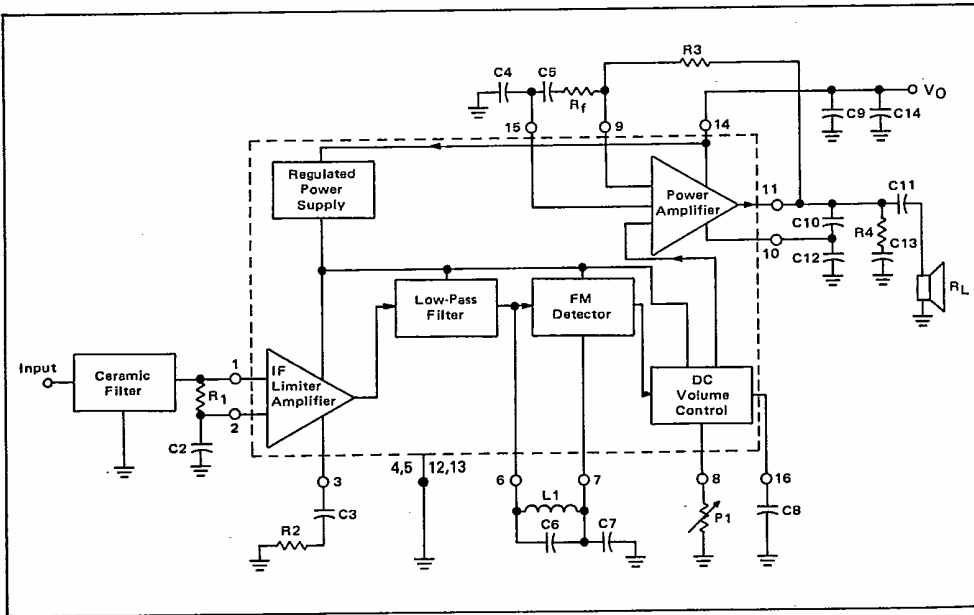 R3
C4
C5
Rf
VO
C9
C14
15
9
14
Regulated
Power
Supply
Power
Amplifier
11
C11
C10
R4
10
C12
C13
RL
Low-Pass
Filter
FM
Detector
Input
Ceramic
Filter
1
IF
Limiter
Amplifier
R1
2
C2
DC
Volume
Control
4,5
12,13
3
6
7
8
16
C3
L1
P1
C8
R2
C6
C7